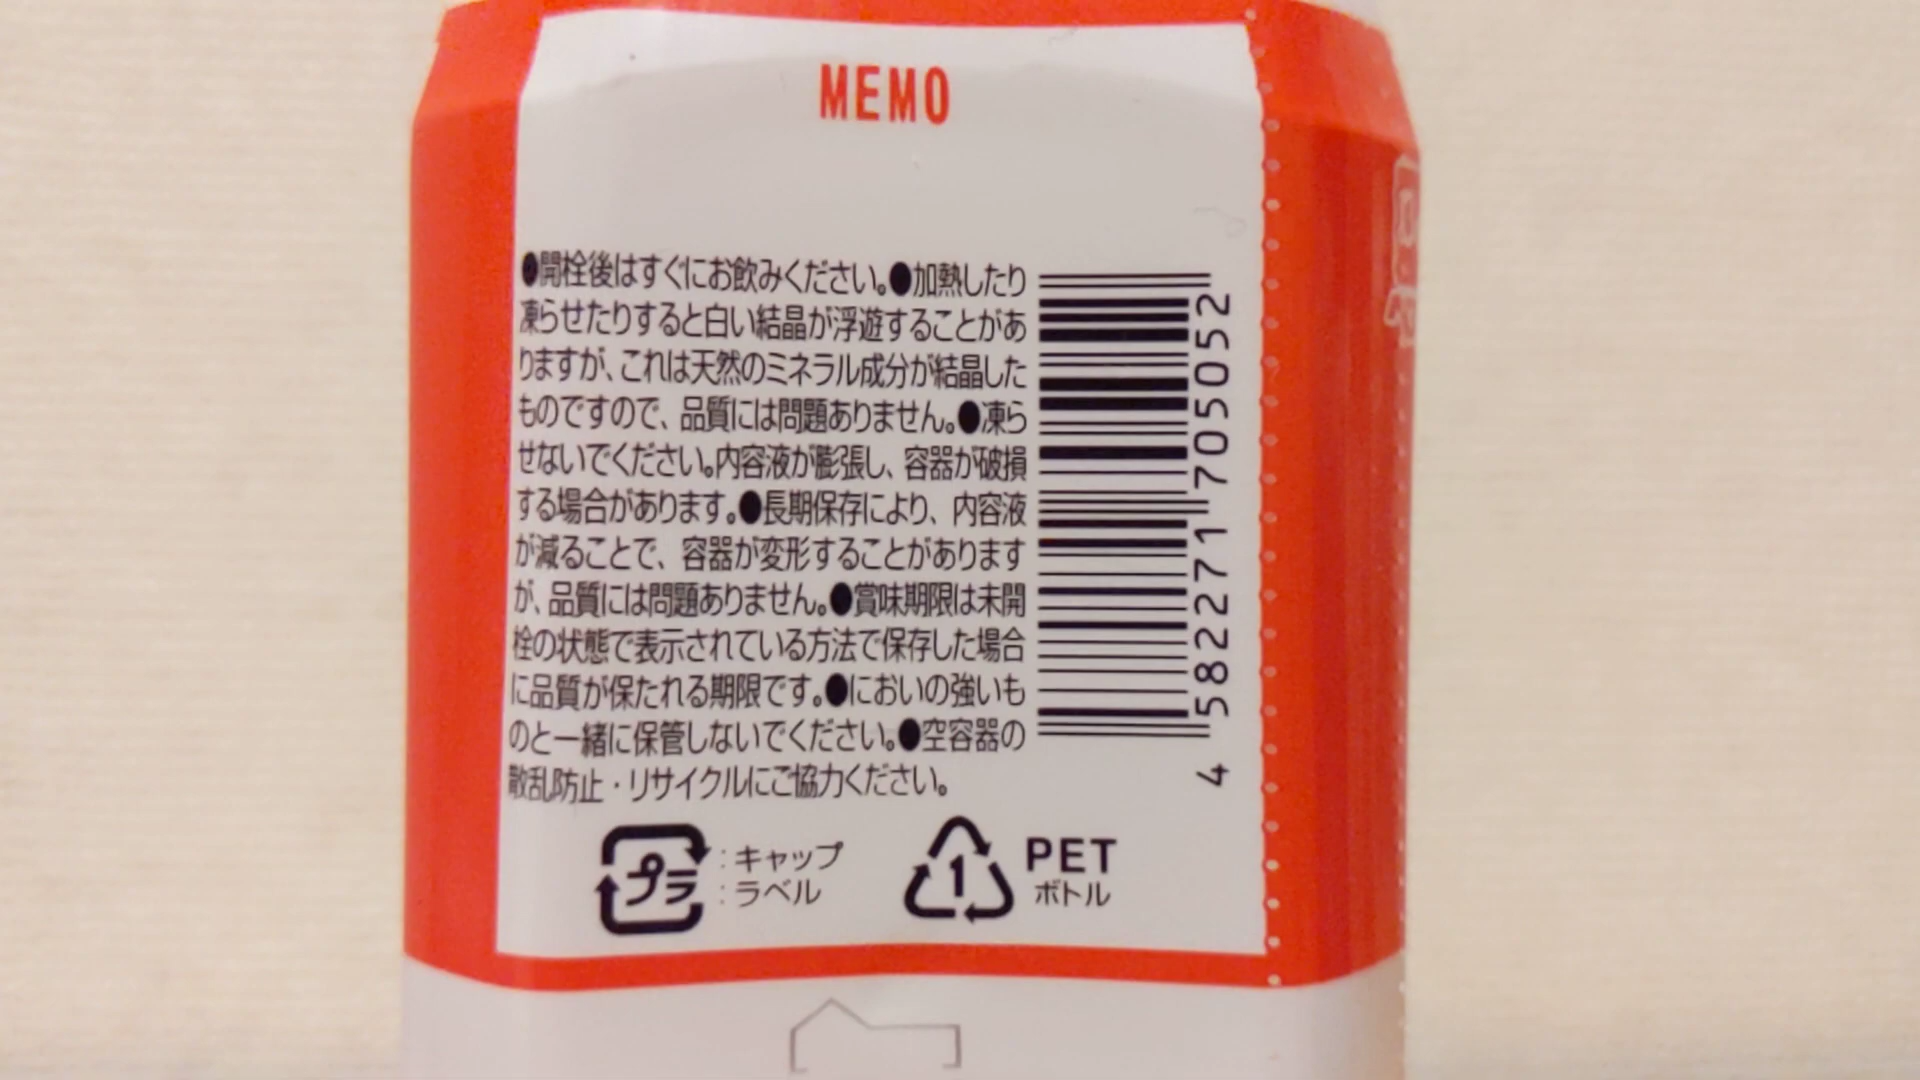 MEMO
●開栓後はすぐにお飲みください。●加熱したり
凍らせたりすると白い結晶が浮遊することがあ
りますが、これは天然のミネラル成分が結晶した
ものですので、品質には問題ありません。●凍ら
せないでください。内容液が膨張し、容器が破損
する場合があります。●長期保存により、内容液
が減ることで、容器が変形することがあります
が、品質には問題ありません。●賞味期限は未開
栓の状態で表示されている方法で保存した場合
に品質が保たれる期限です。●においの強いも
のと一緒に保管しないでください。●空容器の
散乱防止・リサイクルにご協力ください。
4 582271 705052
プラ
:キャップ
:ラベル
1
PET
ボトル